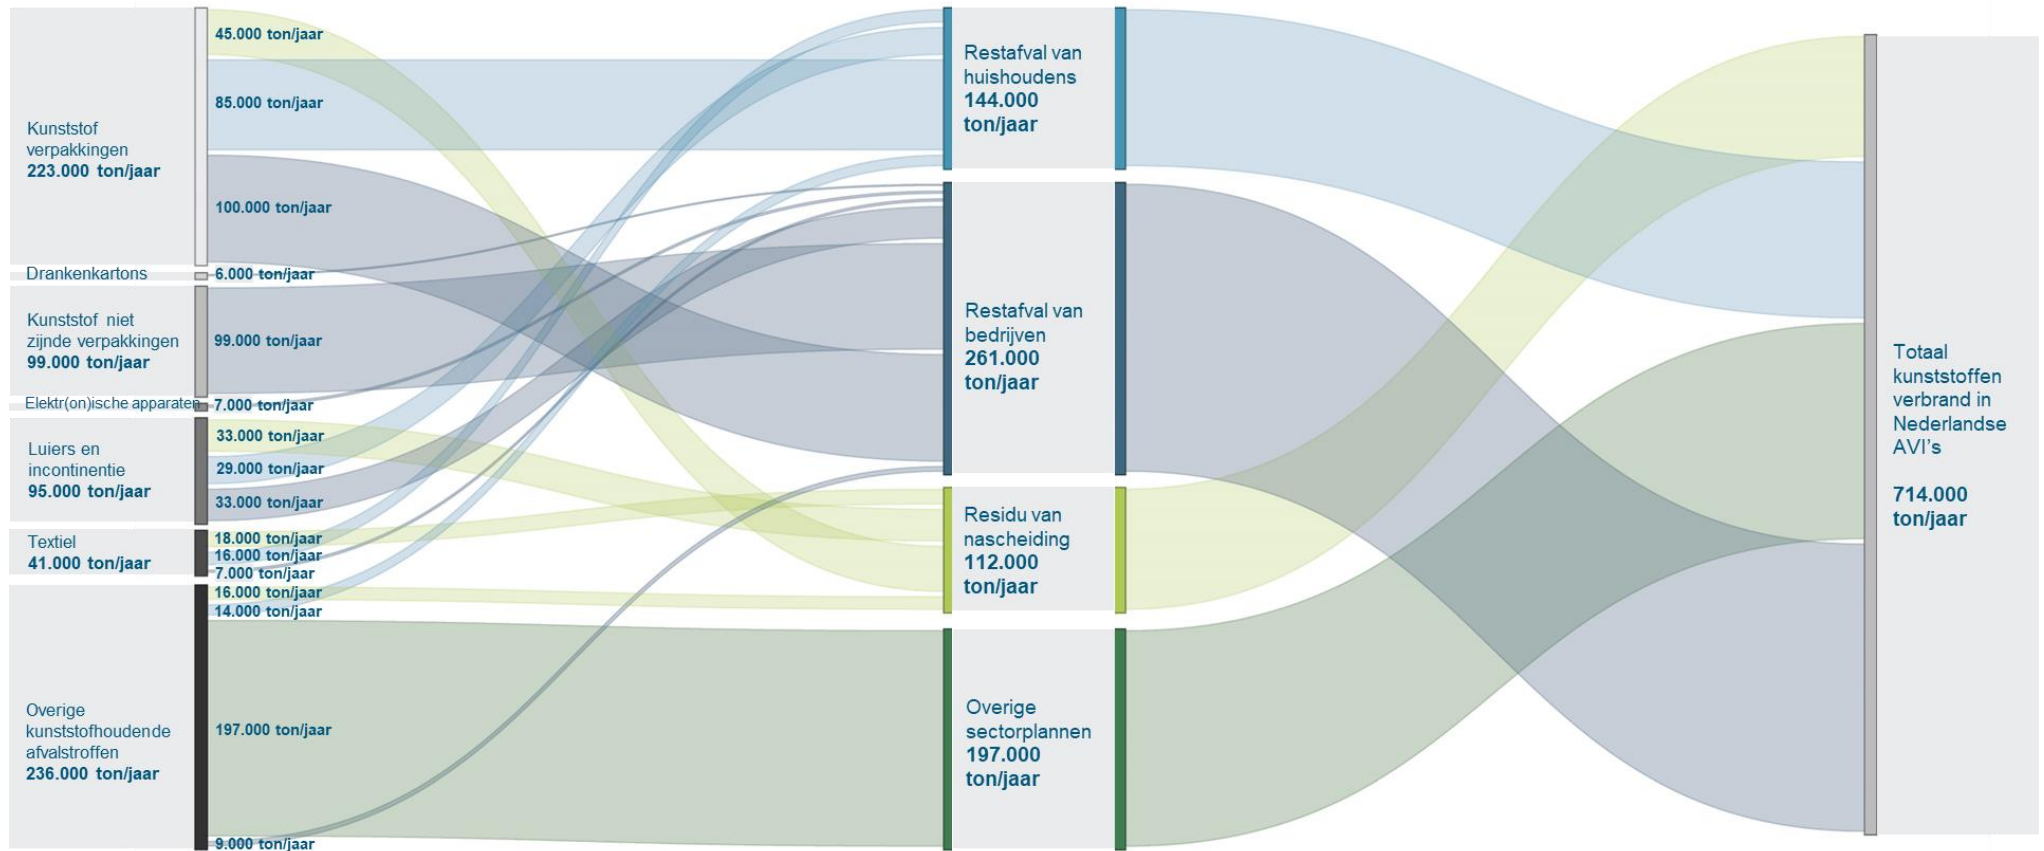 Kunststof
verpakkingen
223.000 ton/jaar
Drankenkartons
Kunststof niet
zijnde verpakkingen
99.000 ton/jaar
Elektr(on)ische apparaten
Luiers en
incontinentie
95.000 ton/jaar
Textiel
41.000 ton/jaar
Overige
kunststofhoudende
afvalstroffen
236.000 ton/jaar
45.000 ton/jaar
85.000 ton/jaar
100.000 ton/jaar
6.000 ton/jaar
99.000 ton/jaar
7.000 ton/jaar
33.000 ton/jaar
29.000 ton/jaar
33.000 ton/jaar
18.000 ton/jaar
16.000 ton/jaar
7.000 ton/jaar
16.000 ton/jaar
14.000 ton/jaar
197.000 ton/jaar
9.000 ton/jaar
Restafval van
huishoudens
144.000
ton/jaar
Restafval van
bedrijven
261.000
ton/jaar
Residu van
nascheiding
112.000
ton/jaar
Overige
sectorplannen
197.000
ton/jaar
Totaal
kunststoffen
verbrand in
Nederlandse
AVI's
714.000
ton/jaar